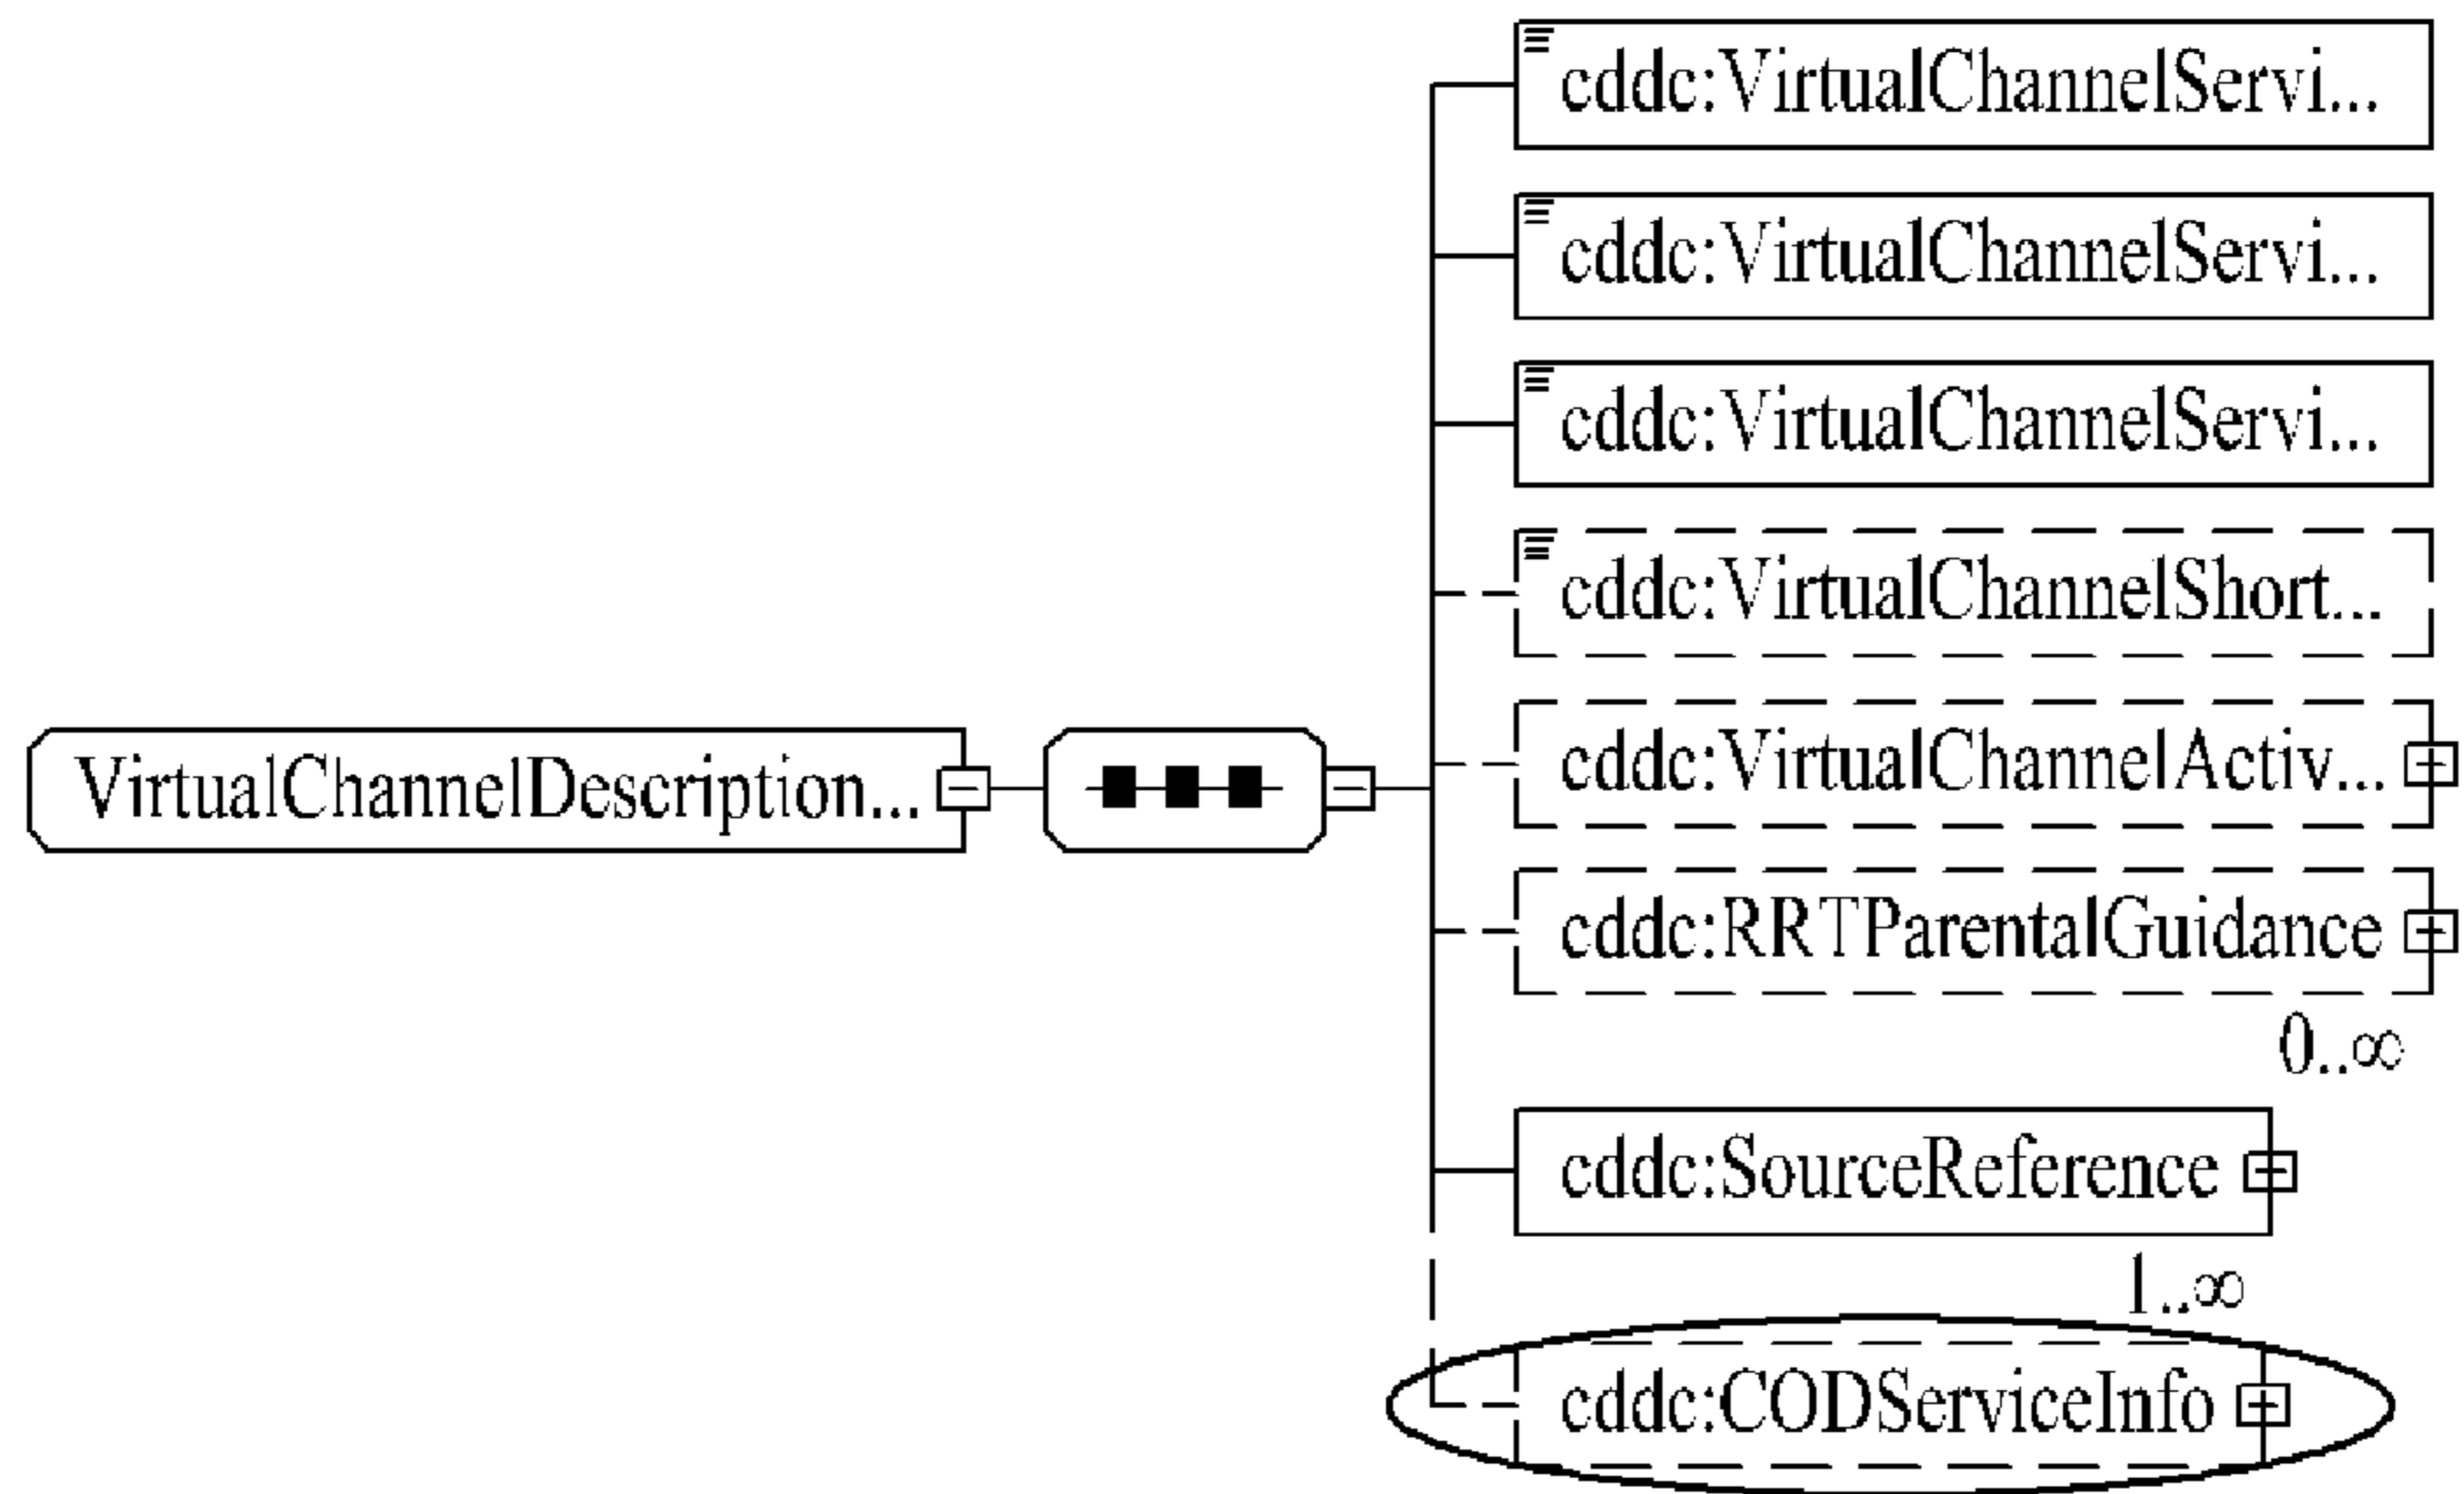 cddc:VirtualChannelServi...
cddc:VirtualChannelServi...
cddc:VirtualChannelServi...
cddc:VirtualChannelShort...
VirtualChannelDescription...
cddc:VirtualChannelActiv...
cddc:RRTParentalGuidance
0..∞
cddc:SourceReference
1..∞
cddc:CODServiceInfo